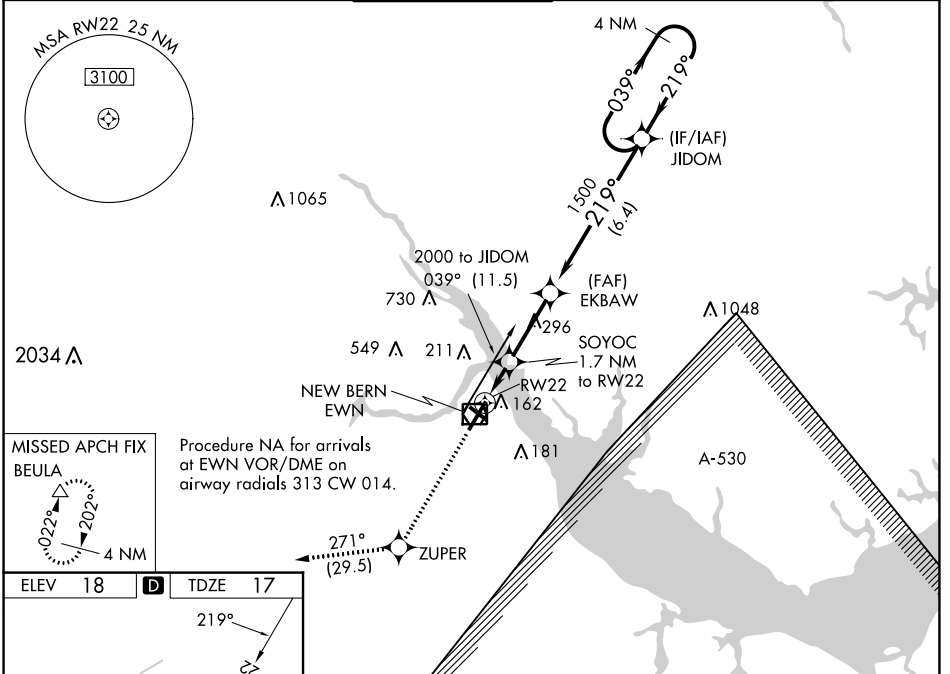 MSA RW22 25 NM
3100
4 NM
039°
219°
(IF/IAF)
JIDOM
1065
1500
219°
(6.4)
2000 to JIDOM
039° (11.5)
(FAF)
EKBAW
730
296
1048
2034
549
211
SOYOC
1.7 NM
to RW22
NEW BERN
EWN
RW22
162
181
A-530
MISSED APCH FIX
BEULA
022°
202°
4 NM
Procedure NA for arrivals
at EWN VOR/DME on
airway radials 313 CW 014.
271°
(29.5)
ZUPER
ELEV 18 D TDZE 17
219°
22